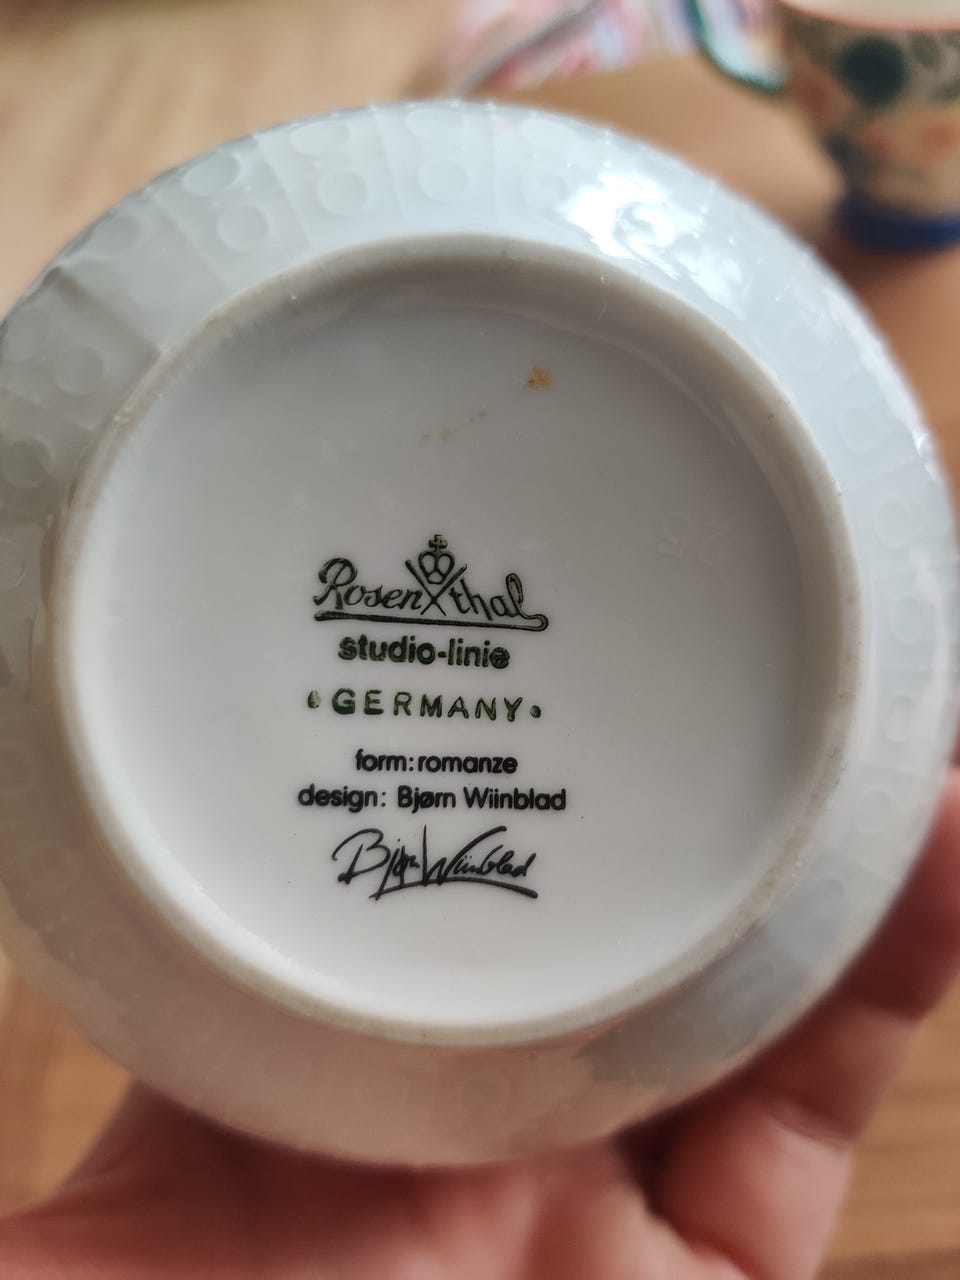 Rosenthal
studio-linie
GERMANY
form: romanze
design: Bjørn Wiinblad
Bjørn Wiinblad